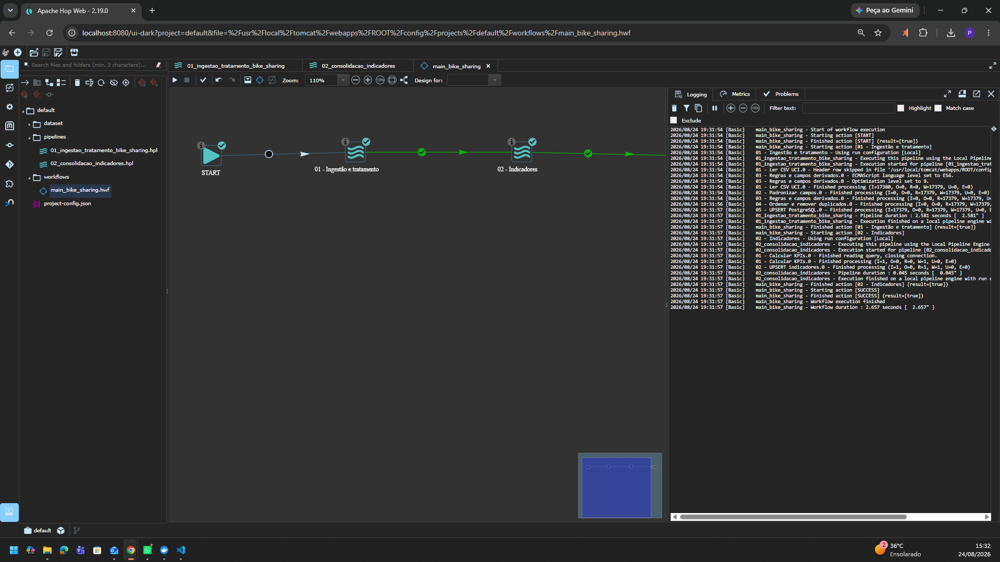 Apache Hop Web - 2.19.0
Peça ao Gemini
localhost:8080/ui-dark?project=default&file=%2Fusr%2Flocal%2Ftomcat%2Fwebapps%2FROOT%2Fconfig%2Fprojects%2Fdefault%2Fworkflows%2Fmain_bike_sharing.hwf
P
Search files and folders (min. 3 characters)...
01_ingestao_tratamento_bike_sharing
02_consolidacao_indicadores
main_bike_sharing
Zoom:
110%
100%
Design for:
default
dataset
pipelines
01_ingestao_tratamento_bike_sharing.hpl
02_consolidacao_indicadores.hpl
workflows
main_bike_sharing.hwf
project-config.json
START
01 - Ingestão e tratamento
02 - Indicadores
Logging
Metrics
Problems
100%
Filter text:
Highlight
Match case
Exclude
2026/08/24 19:31:54 [Basic] main_bike_sharing - Start of workflow execution
2026/08/24 19:31:54 [Basic] main_bike_sharing - Starting action [START]
2026/08/24 19:31:54 [Basic] main_bike_sharing - Finished action [START] (result=[true])
2026/08/24 19:31:54 [Basic] main_bike_sharing - Starting action [01 - Ingestão e tratamento]
2026/08/24 19:31:54 [Basic] 01 - Ingestão e tratamento - Using run configuration [Local]
2026/08/24 19:31:54 [Basic] 01_ingestao_tratamento_bike_sharing - Executing this pipeline using the Local Pipeline
2026/08/24 19:31:54 [Basic] 01_ingestao_tratamento_bike_sharing - Execution started for pipeline [01_ingestao_trat
2026/08/24 19:31:54 [Basic] 01 - Ler CSV UCI.0 - Header row skipped in file '/usr/local/tomcat/webapps/ROOT/config
2026/08/24 19:31:54 [Basic] 03 - Regras e campos derivados.0 - ECMAScript language level set to ES6.
2026/08/24 19:31:54 [Basic] 03 - Regras e campos derivados.0 - Optimization level set to 9.
2026/08/24 19:31:54 [Basic] 01 - Ler CSV UCI.0 - Finished processing (I=17380, O=0, R=0, W=17379, U=0, E=0)
2026/08/24 19:31:54 [Basic] 02 - Padronizar campos.0 - Finished processing (I=0, O=0, R=17379, W=17379, U=0, E=0)
2026/08/24 19:31:54 [Basic] 03 - Regras e campos derivados.0 - Finished processing (I=0, O=0, R=17379, W=17379, U=
2026/08/24 19:31:56 [Basic] 04 - Ordenar e remover duplicados.0 - Finished processing (I=0, O=0, R=17379, W=17379,
2026/08/24 19:31:57 [Basic] 05 - UPSERT PostgreSQL.0 - Finished processing (I=17379, O=0, R=17379, W=17379, U=0, E
2026/08/24 19:31:57 [Basic] 01_ingestao_tratamento_bike_sharing - Pipeline duration : 2.581 seconds [ 2.581" ]
2026/08/24 19:31:57 [Basic] 01_ingestao_tratamento_bike_sharing - Execution finished on a local pipeline engine wi
2026/08/24 19:31:57 [Basic] main_bike_sharing - Finished action [01 - Ingestão e tratamento] (result=[true])
2026/08/24 19:31:57 [Basic] main_bike_sharing - Starting action [02 - Indicadores]
2026/08/24 19:31:57 [Basic] 02 - Indicadores - Using run configuration [Local]
2026/08/24 19:31:57 [Basic] 02_consolidacao_indicadores - Executing this pipeline using the Local Pipeline Engine
2026/08/24 19:31:57 [Basic] 02_consolidacao_indicadores - Execution started for pipeline [02_consolidacao_indicado
2026/08/24 19:31:57 [Basic] 01 - Calcular KPIs.0 - Finished reading query, closing connection.
2026/08/24 19:31:57 [Basic] 01 - Calcular KPIs.0 - Finished processing (I=1, O=0, R=0, W=1, U=0, E=0)
2026/08/24 19:31:57 [Basic] 02 - UPSERT indicadores.0 - Finished processing (I=1, O=0, R=1, W=1, U=0, E=0)
2026/08/24 19:31:57 [Basic] 02_consolidacao_indicadores - Pipeline duration : 0.045 seconds [ 0.045" ]
2026/08/24 19:31:57 [Basic] 02_consolidacao_indicadores - Execution finished on a local pipeline engine with run c
2026/08/24 19:31:57 [Basic] main_bike_sharing - Finished action [02 - Indicadores] (result=[true])
2026/08/24 19:31:57 [Basic] main_bike_sharing - Starting action [SUCCESS]
2026/08/24 19:31:57 [Basic] main_bike_sharing - Finished action [SUCCESS] (result=[true])
2026/08/24 19:31:57 [Basic] main_bike_sharing - Workflow execution finished
2026/08/24 19:31:57 [Basic] main_bike_sharing - Workflow duration : 2.657 seconds [ 2.657" ]
default
2
36°C
Ensolarado
15:32
24/08/2026